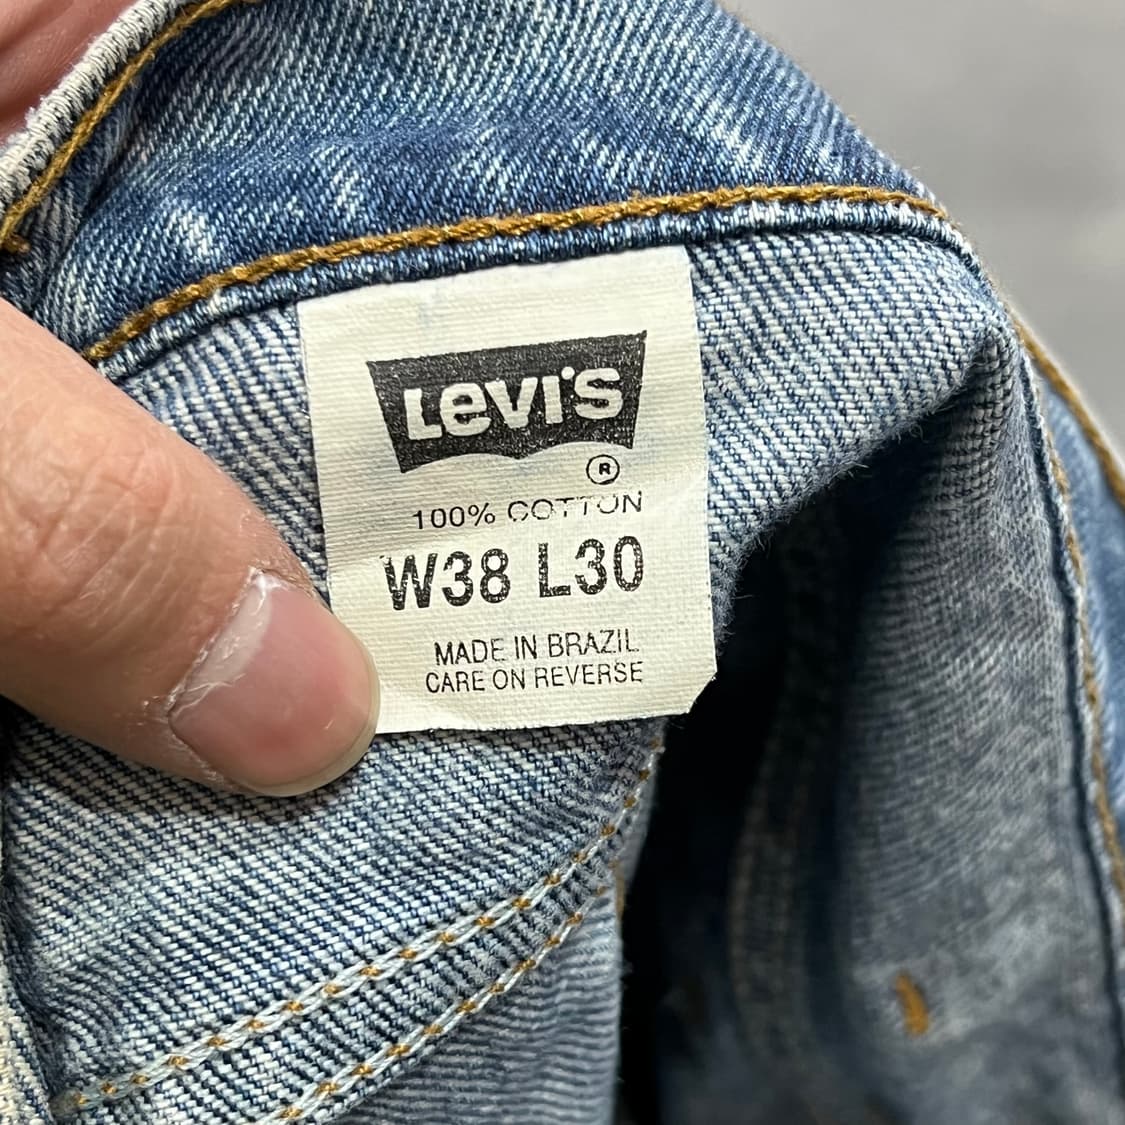 LEVI'S
®
100% COTTON
W38 L30
MADE IN BRAZIL
CARE ON REVERSE